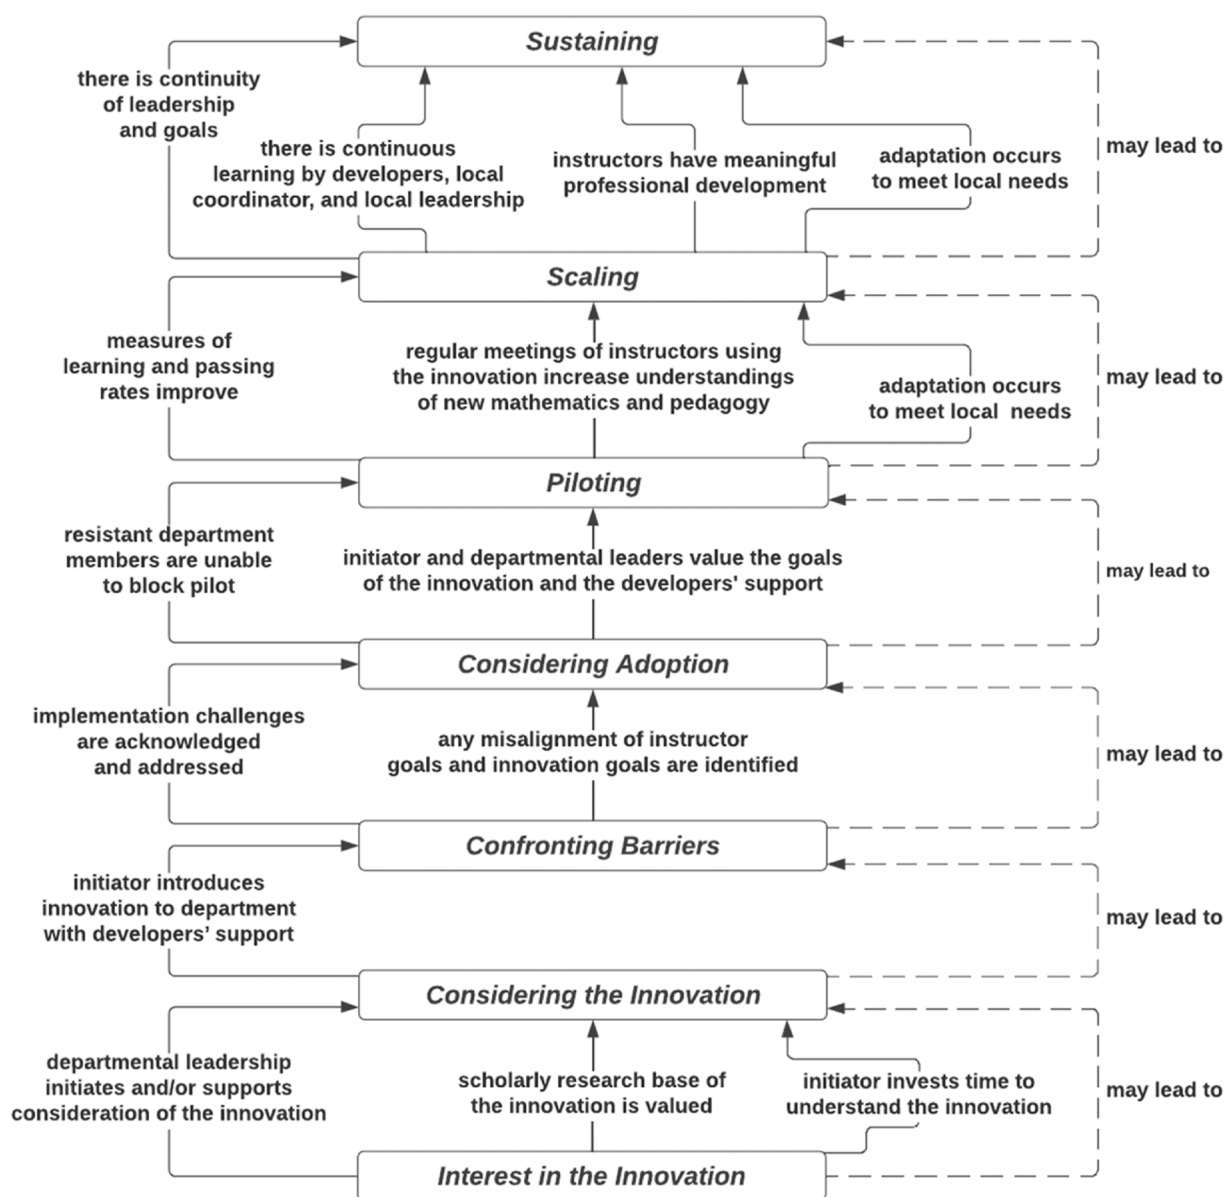 Sustaining
there is continuity
of leadership
and goals
there is continuous
learning by developers, local
coordinator, and local leadership
instructors have meaningful
professional development
adaptation occurs
to meet local needs
may lead to
Scaling
measures of
learning and passing
rates improve
regular meetings of instructors using
the innovation increase understandings
of new mathematics and pedagogy
adaptation occurs
to meet local needs
may lead to
Piloting
resistant department
members are unable
to block pilot
initiator and departmental leaders value the goals
of the innovation and the developers' support
may lead to
Considering Adoption
implementation challenges
are acknowledged
and addressed
any misalignment of instructor
goals and innovation goals are identified
may lead to
Confronting Barriers
initiator introduces
innovation to department
with developers’ support
may lead to
Considering the Innovation
departmental leadership
initiates and/or supports
consideration of the innovation
scholarly research base of
the innovation is valued
initiator invests time to
understand the innovation
may lead to
Interest in the Innovation